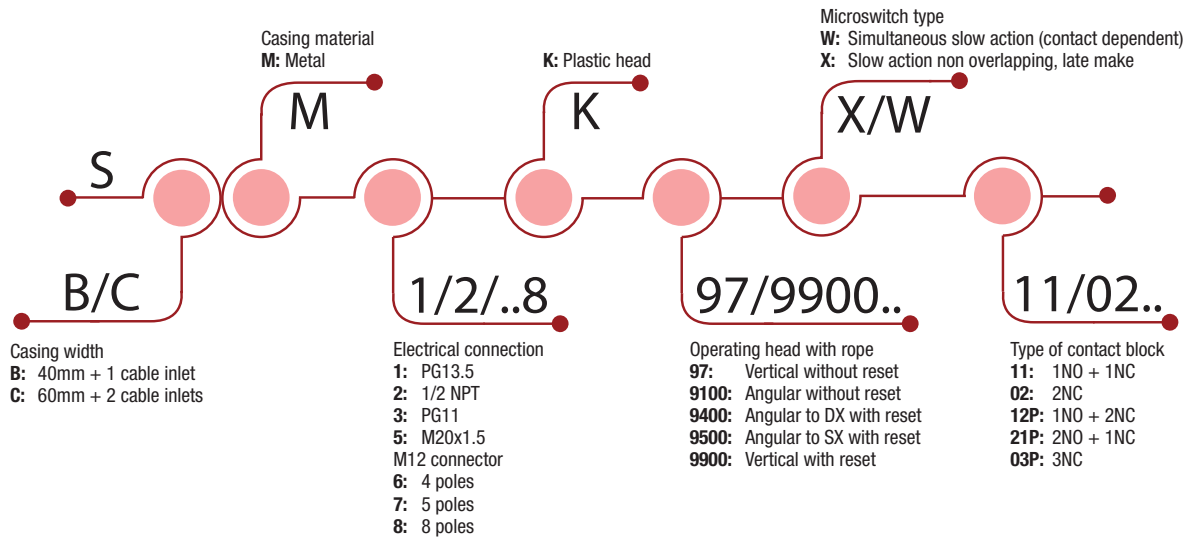 Microswitch type
W: Simultaneous slow action (contact dependent)
X: Slow action non overlapping, late make
Casing material
M: Metal
K: Plastic head
M
K
X/W
S
B/C
1/2/..8
97/9900..
11/02..
Casing width
B: 40mm + 1 cable inlet
C: 60mm + 2 cable inlets
Electrical connection
1: PG13.5
2: 1/2 NPT
3: PG11
5: M20x1.5
M12 connector
6: 4 poles
7: 5 poles
8: 8 poles
Operating head with rope
97: Vertical without reset
9100: Angular without reset
9400: Angular to DX with reset
9500: Angular to SX with reset
9900: Vertical with reset
Type of contact block
11: 1NO + 1NC
02: 2NC
12P: 1NO + 2NC
21P: 2NO + 1NC
03P: 3NC